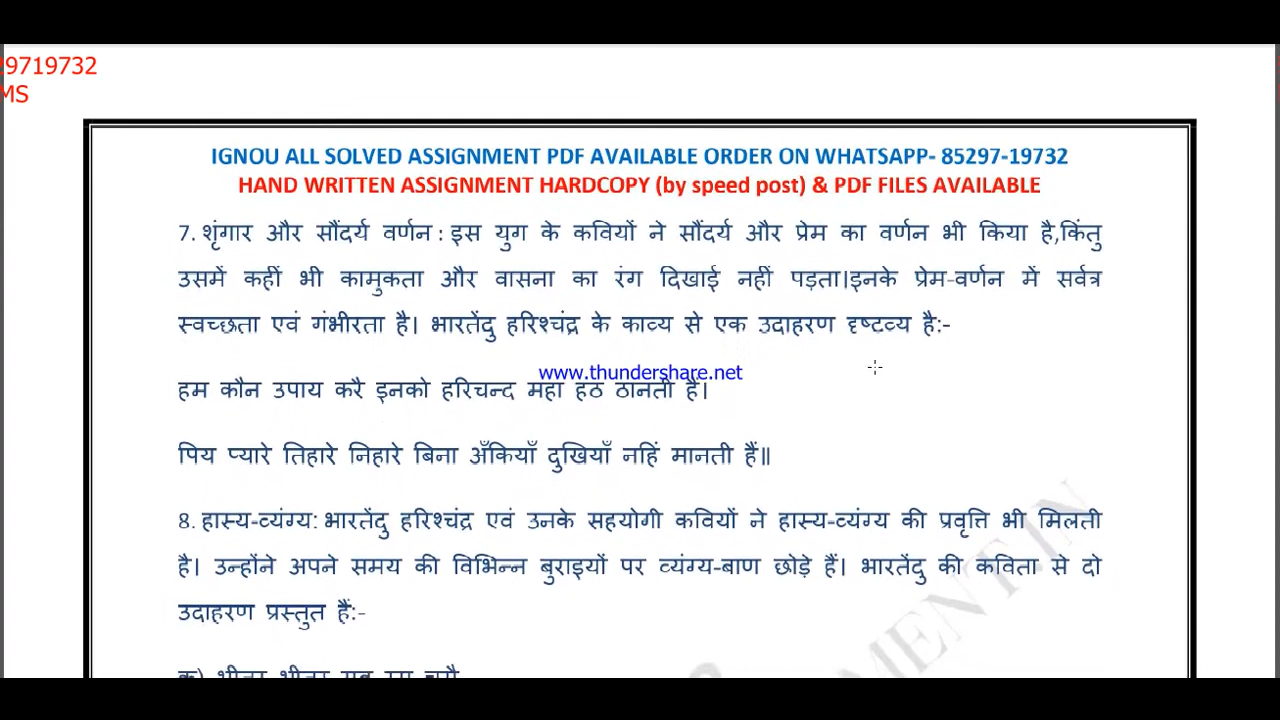 29719732
MS
IGNOU ALL SOLVED ASSIGNMENT PDF AVAILABLE ORDER ON WHATSAPP- 85297-19732
HAND WRITTEN ASSIGNMENT HARDCOPY (by speed post) & PDF FILES AVAILABLE
7. शृंगार और सौंदर्य वर्णन : इस युग के कवियों ने सौंदर्य और प्रेम का वर्णन भी किया है,किंतु
उसमें कहीं भी कामुकता और वासना का रंग दिखाई नहीं पड़ता।इनके प्रेम-वर्णन में सर्वत्र
स्वच्छता एवं गंभीरता है। भारतेंदु हरिश्चंद्र के काव्य से एक उदाहरण दृष्टव्य है:-
www.thundershare.net
हम कौन उपाय करै इनको हरिचन्द महा हठ ठानती हैं।
पिय प्यारे तिहारे निहारे बिना अँकियाँ दुखियाँ नहिं मानती हैं॥
8. हास्य-व्यंग्य: भारतेंदु हरिश्चंद्र एवं उनके सहयोगी कवियों ने हास्य-व्यंग्य की प्रवृत्ति भी मिलती
है। उन्होंने अपने समय की विभिन्न बुराइयों पर व्यंग्य-बाण छोड़े हैं। भारतेंदु की कविता से दो
उदाहरण प्रस्तुत हैं:-